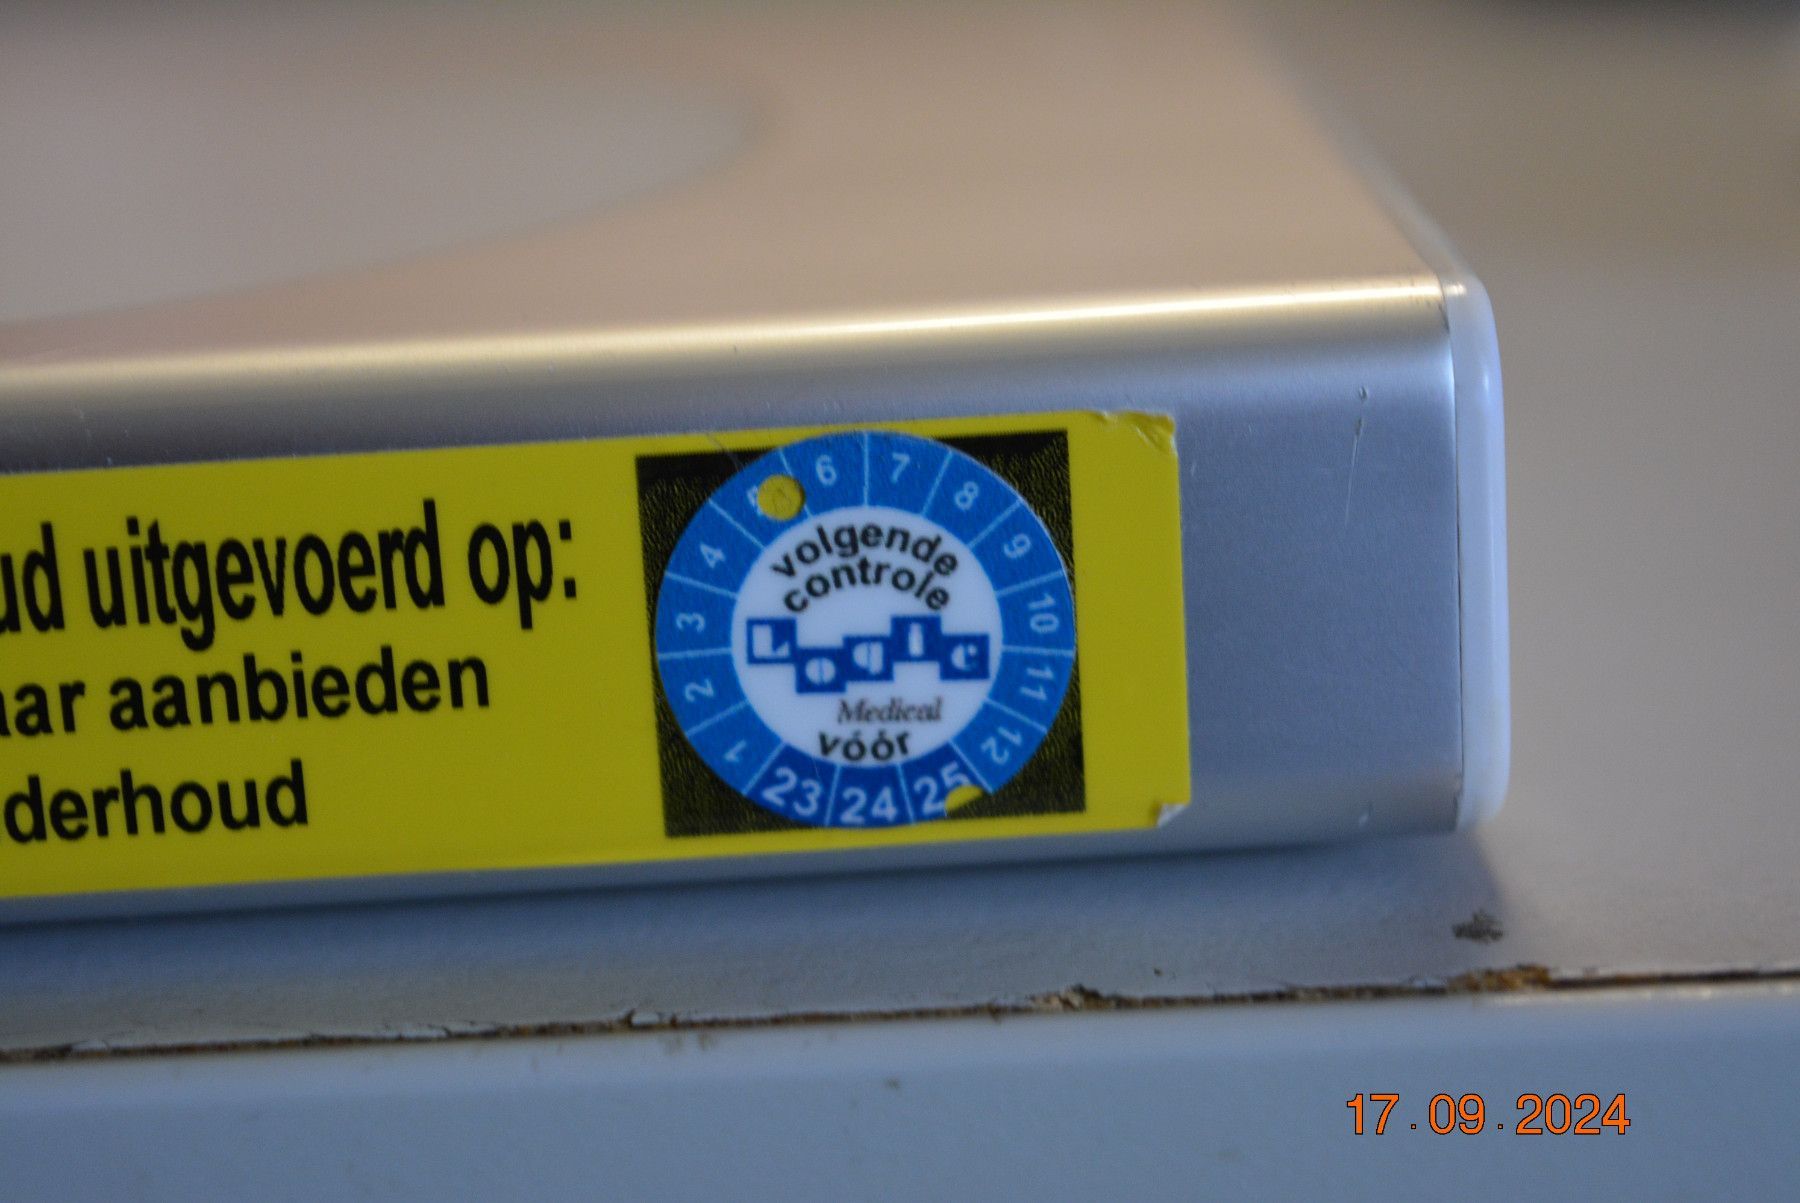 ud uitgevoerd op:
aar aanbieden
derhoud
1 2 3 4 5 6 7 8 9 10 11 12
volgende
controle
Logic
Medical
vóór
23 24 25
17.09.2024